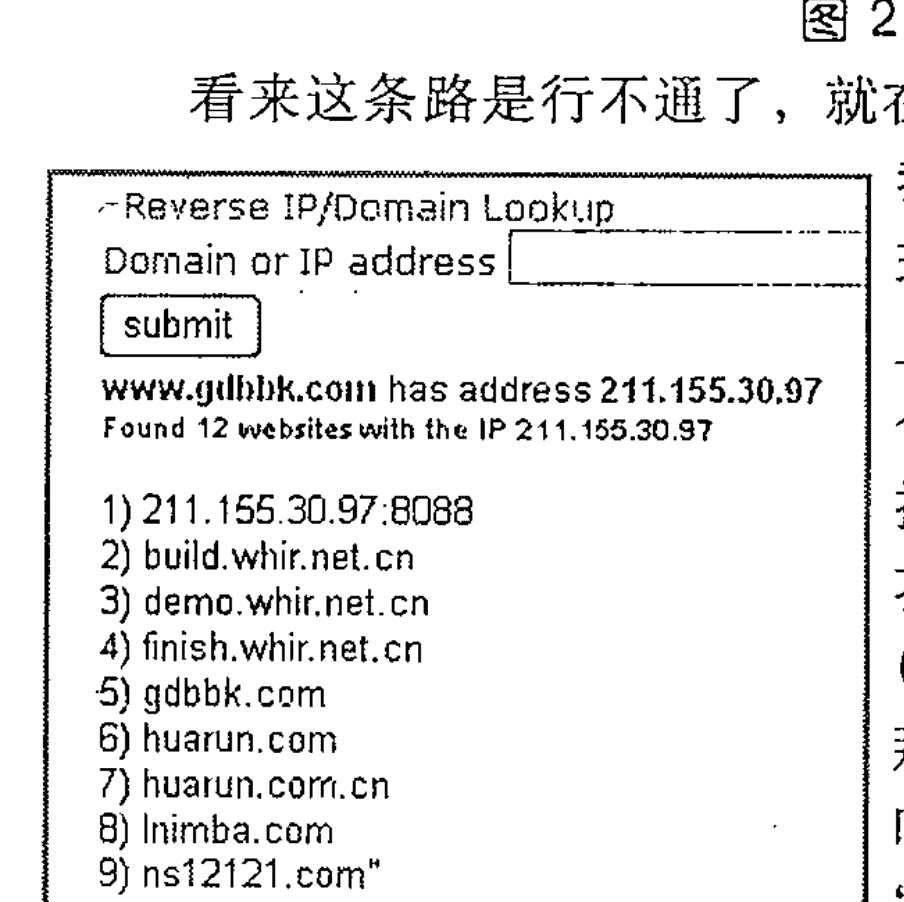 图 2
看来这条路是行不通了，就在
Reverse IP/Domain Lookup
Domain or IP address
submit
www.gdbbk.com has address 211.155.30.97
Found 12 websites with the IP 211.155.30.97
1) 211.155.30.97:8088
2) build.whir.net.cn
3) demo.whir.net.cn
4) finish.whir.net.cn
5) gdbbk.com
6) huarun.com
7) huarun.com.cn
8) lnimba.com
9) ns12121.com"